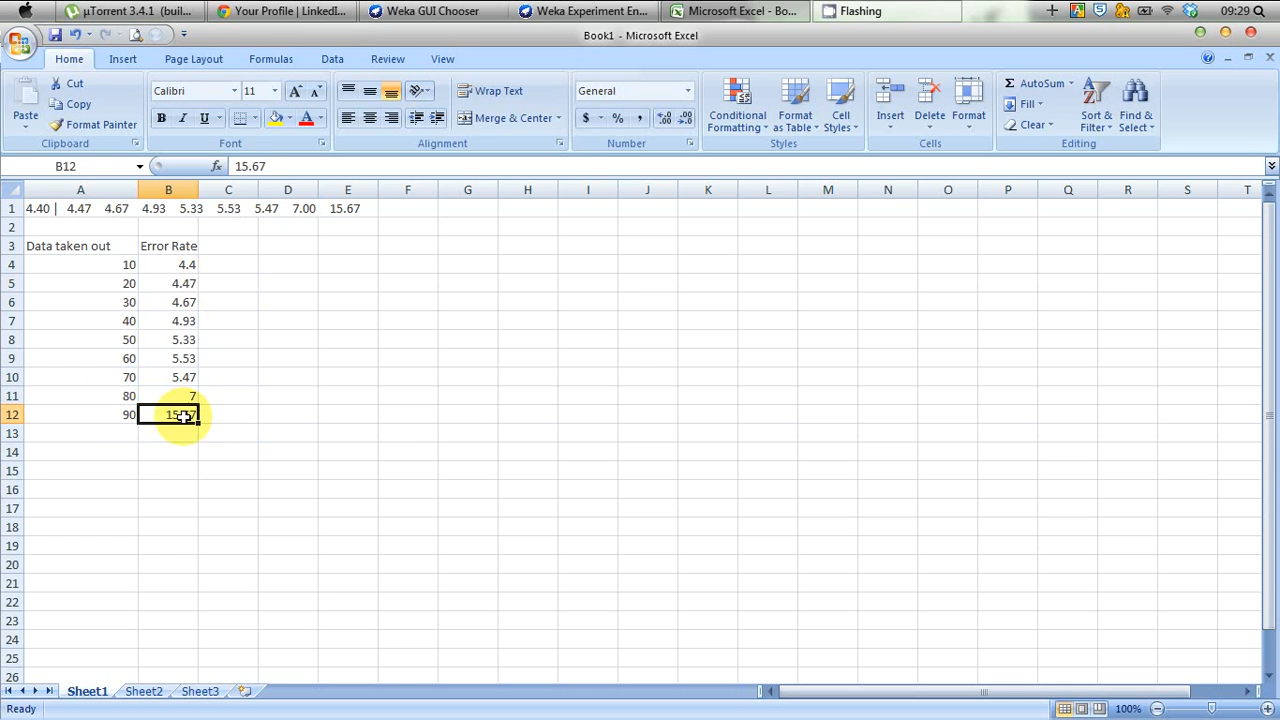 µTorrent 3.4.1 (buil...
Your Profile | LinkedI...
Weka GUI Chooser
Weka Experiment En...
Microsoft Excel - Bo...
Flashing
09:29
Book1 - Microsoft Excel
Home Insert Page Layout Formulas Data Review View
Paste
Cut
Copy
Format Painter
Clipboard
Calibri 11
B I U
Font
Wrap Text
Merge & Center
Alignment
General
$ % ,
Number
Conditional Formatting
Format as Table
Cell Styles
Styles
Insert
Delete
Format
Cells
AutoSum
Fill
Clear
Sort & Filter
Find & Select
Editing
B12 fx 15.67
A B C D E F G H I J K L M N O P Q R S T
1 4.40 | 4.47 4.67 4.93 5.33 5.53 5.47 7.00 15.67
2
3 Data taken out Error Rate
4 10 4.4
5 20 4.47
6 30 4.67
7 40 4.93
8 50 5.33
9 60 5.53
10 70 5.47
11 80 7
12 90 15.67
13
14
15
16
17
18
19
20
21
22
23
24
25
26
Sheet1 Sheet2 Sheet3
Ready
100%